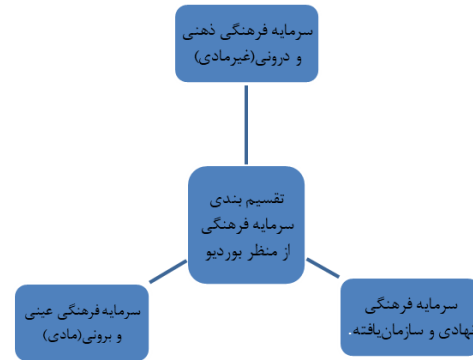 سرمایه فرهنگی ذهنی
و درونی(غیرمادی)
تقسیم بندی
سرمایه فرهنگی
از منظر بوردیو
سرمایه فرهنگی
نهادی و سازمان‌یافته.
سرمایه فرهنگی عینی
و برونی(مادی)